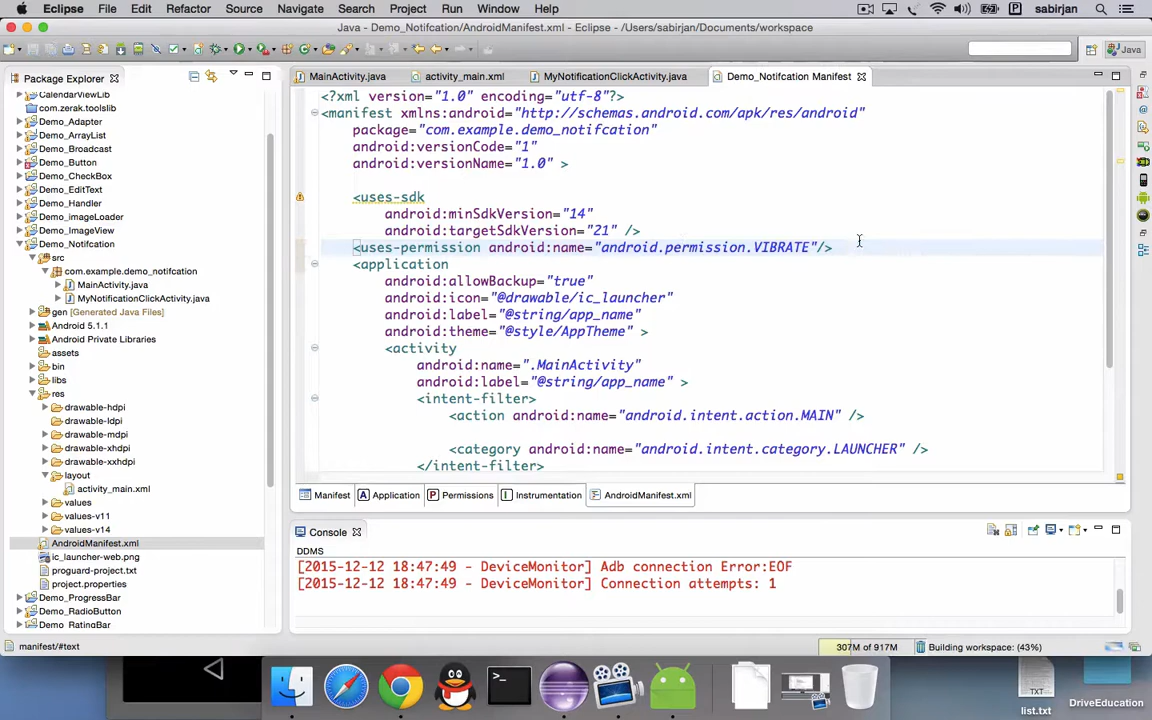 Eclipse File Edit Refactor Source Navigate Search Project Run Window Help sabirjan
Java - Demo_Notifcation/AndroidManifest.xml - Eclipse - /Users/sabirjan/Documents/workspace
Java
Package Explorer
CalendarViewLib
com.zerak.toolslib
Demo_Adapter
Demo_ArrayList
Demo_Broadcast
Demo_Button
Demo_CheckBox
Demo_EditText
Demo_Handler
Demo_imageLoader
Demo_ImageView
Demo_Notifcation
src
com.example.demo_notifcation
MainActivity.java
MyNotificationClickActivity.java
gen [Generated Java Files]
Android 5.1.1
Android Private Libraries
assets
bin
libs
res
drawable-hdpi
drawable-ldpi
drawable-mdpi
drawable-xhdpi
drawable-xxhdpi
layout
activity_main.xml
values
values-v11
values-v14
AndroidManifest.xml
ic_launcher-web.png
proguard-project.txt
project.properties
Demo_ProgressBar
Demo_RadioButton
Demo_RatingBar
MainActivity.java activity_main.xml MyNotificationClickActivity.java Demo_Notifcation Manifest
<?xml version="1.0" encoding="utf-8"?>
<manifest xmlns:android="http://schemas.android.com/apk/res/android"
package="com.example.demo_notifcation"
android:versionCode="1"
android:versionName="1.0" >
<uses-sdk
android:minSdkVersion="14"
android:targetSdkVersion="21" />
<uses-permission android:name="android.permission.VIBRATE"/>
<application
android:allowBackup="true"
android:icon="@drawable/ic_launcher"
android:label="@string/app_name"
android:theme="@style/AppTheme" >
<activity
android:name=".MainActivity"
android:label="@string/app_name" >
<intent-filter>
<action android:name="android.intent.action.MAIN" />
<category android:name="android.intent.category.LAUNCHER" />
</intent-filter>
Manifest A Application P Permissions I Instrumentation AndroidManifest.xml
Console
DDMS
[2015-12-12 18:47:49 - DeviceMonitor] Adb connection Error:EOF
[2015-12-12 18:47:49 - DeviceMonitor] Connection attempts: 1
manifest/#text 307M of 917M Building workspace: (43%)
TXT
list.txt DriveEducation